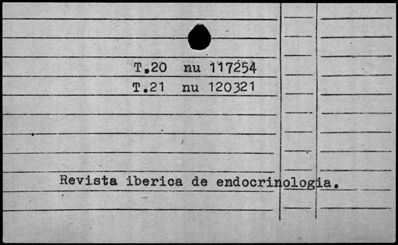 T.20 nu 117254
T.21 nu 120321
Revista iberica de endocrinologia.